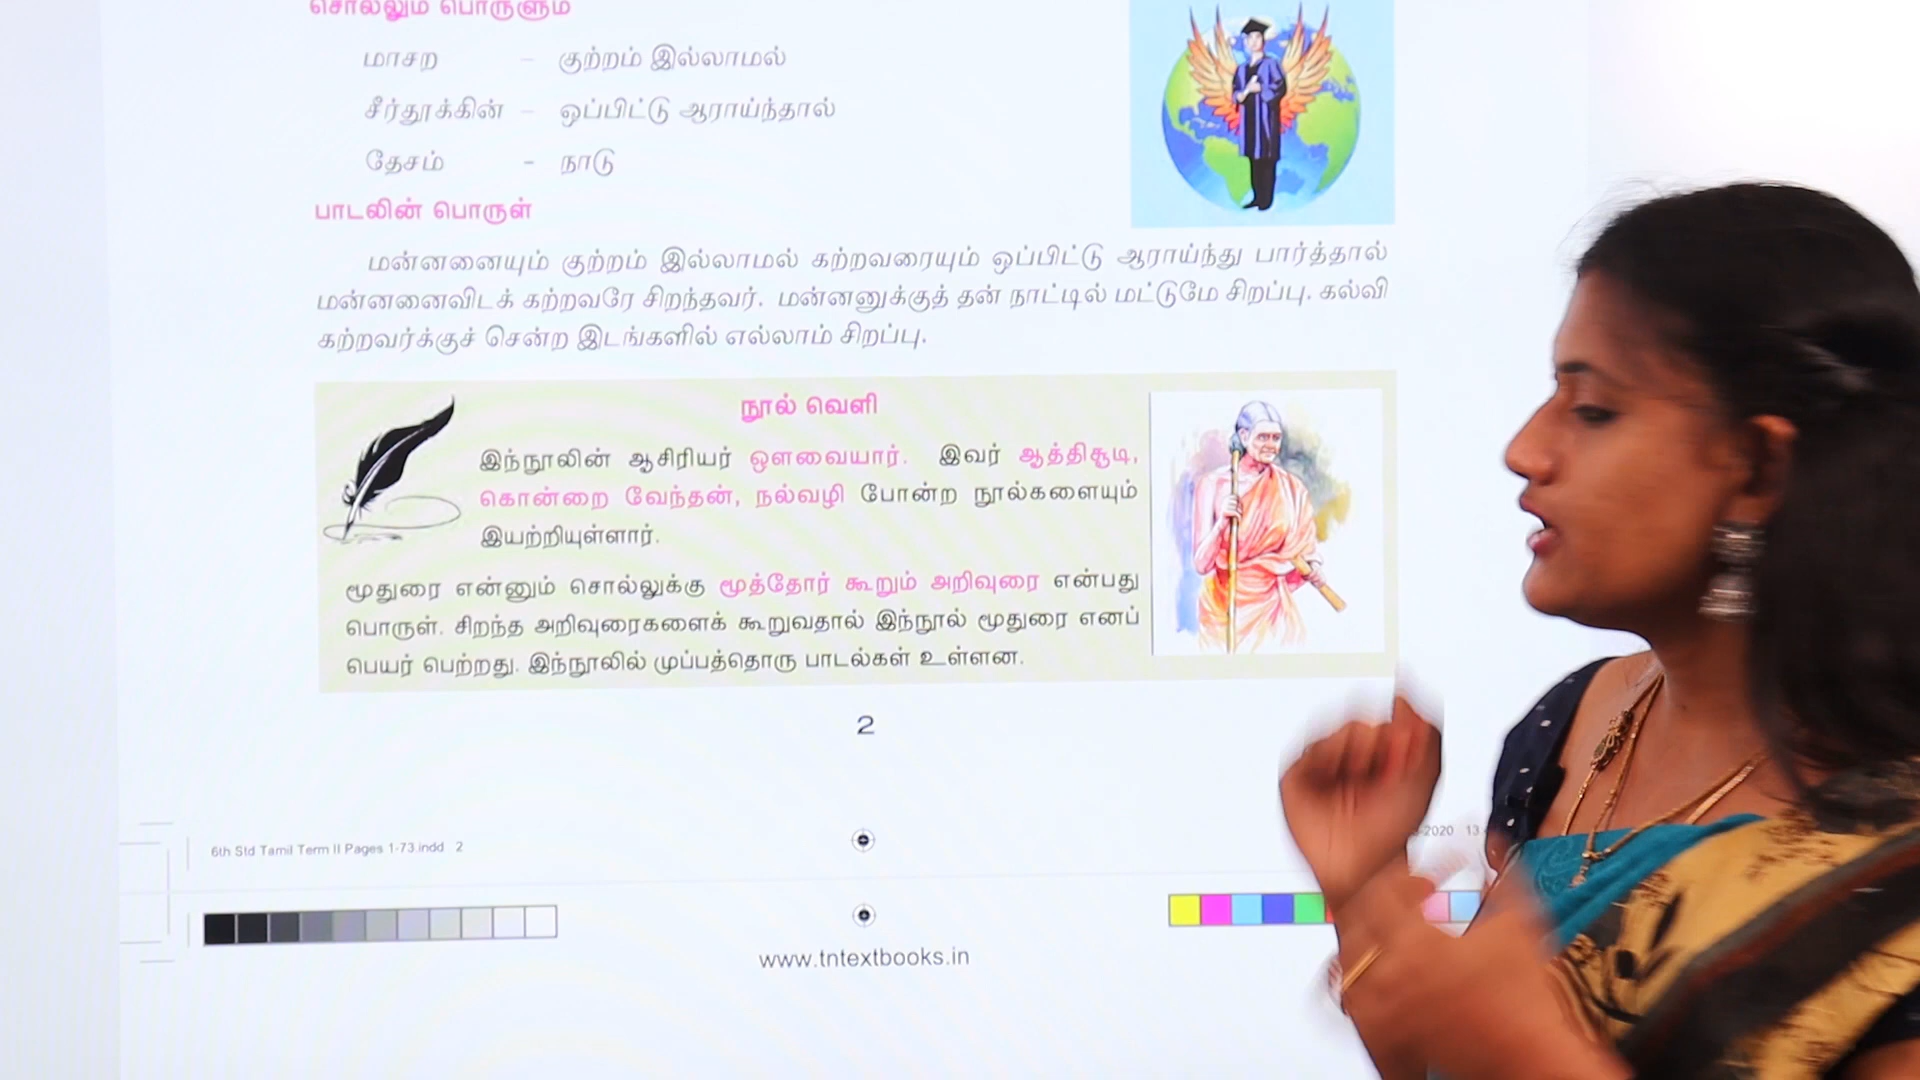 சொல்லும் பொருளும்
மாசற – குற்றம் இல்லாமல்
சீர்தூக்கின் – ஒப்பிட்டு ஆராய்ந்தால்
தேசம் - நாடு
பாடலின் பொருள்
மன்னனையும் குற்றம் இல்லாமல் கற்றவரையும் ஒப்பிட்டு ஆராய்ந்து பார்த்தால்
மன்னனைவிடக் கற்றவரே சிறந்தவர். மன்னனுக்குத் தன் நாட்டில் மட்டுமே சிறப்பு. கல்வி
கற்றவர்க்குச் சென்ற இடங்களில் எல்லாம் சிறப்பு.
நூல் வெளி
இந்நூலின் ஆசிரியர் ஔவையார். இவர் ஆத்திசூடி,
கொன்றை வேந்தன், நல்வழி போன்ற நூல்களையும்
இயற்றியுள்ளார்.
மூதுரை என்னும் சொல்லுக்கு மூத்தோர் கூறும் அறிவுரை என்பது
பொருள். சிறந்த அறிவுரைகளைக் கூறுவதால் இந்நூல் மூதுரை எனப்
பெயர் பெற்றது. இந்நூலில் முப்பத்தொரு பாடல்கள் உள்ளன.
2
6th Std Tamil Term II Pages 1-73.indd 2
-2020 13
www.tntextbooks.in